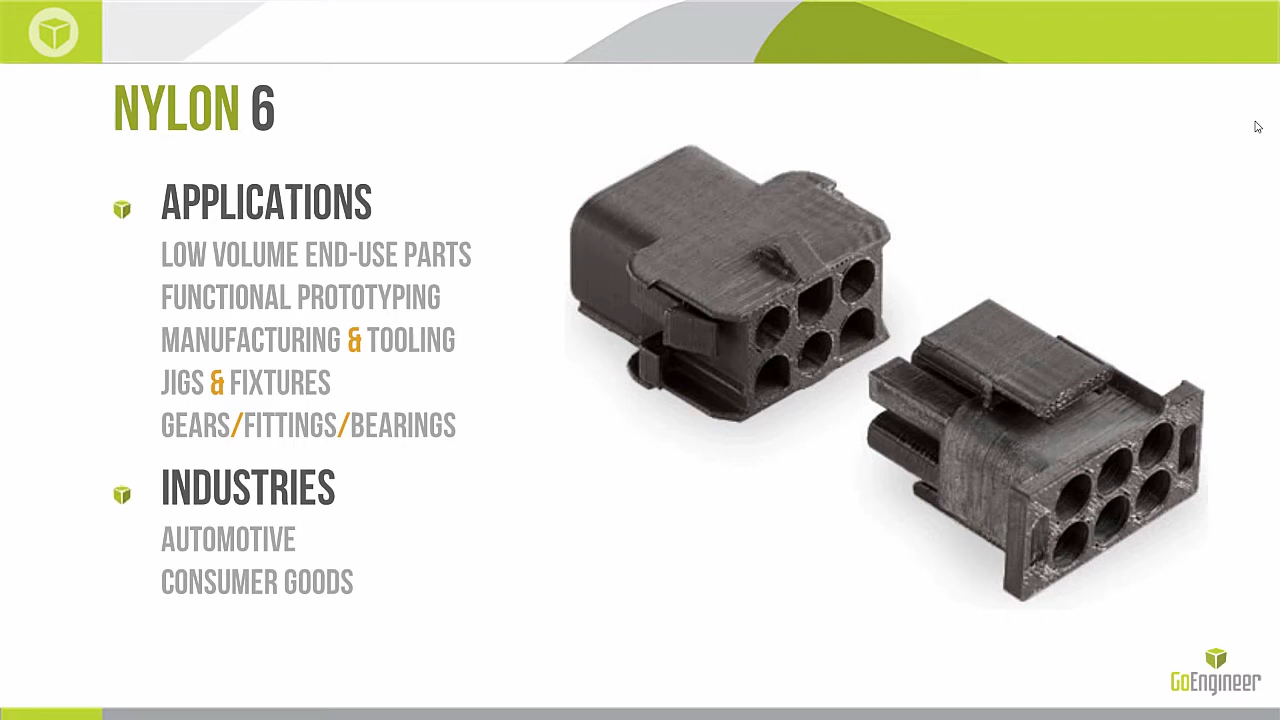 NYLON 6
APPLICATIONS
LOW VOLUME END-USE PARTS
FUNCTIONAL PROTOTYPING
MANUFACTURING & TOOLING
JIGS & FIXTURES
GEARS/FITTINGS/BEARINGS
INDUSTRIES
AUTOMOTIVE
CONSUMER GOODS
GoEngineer